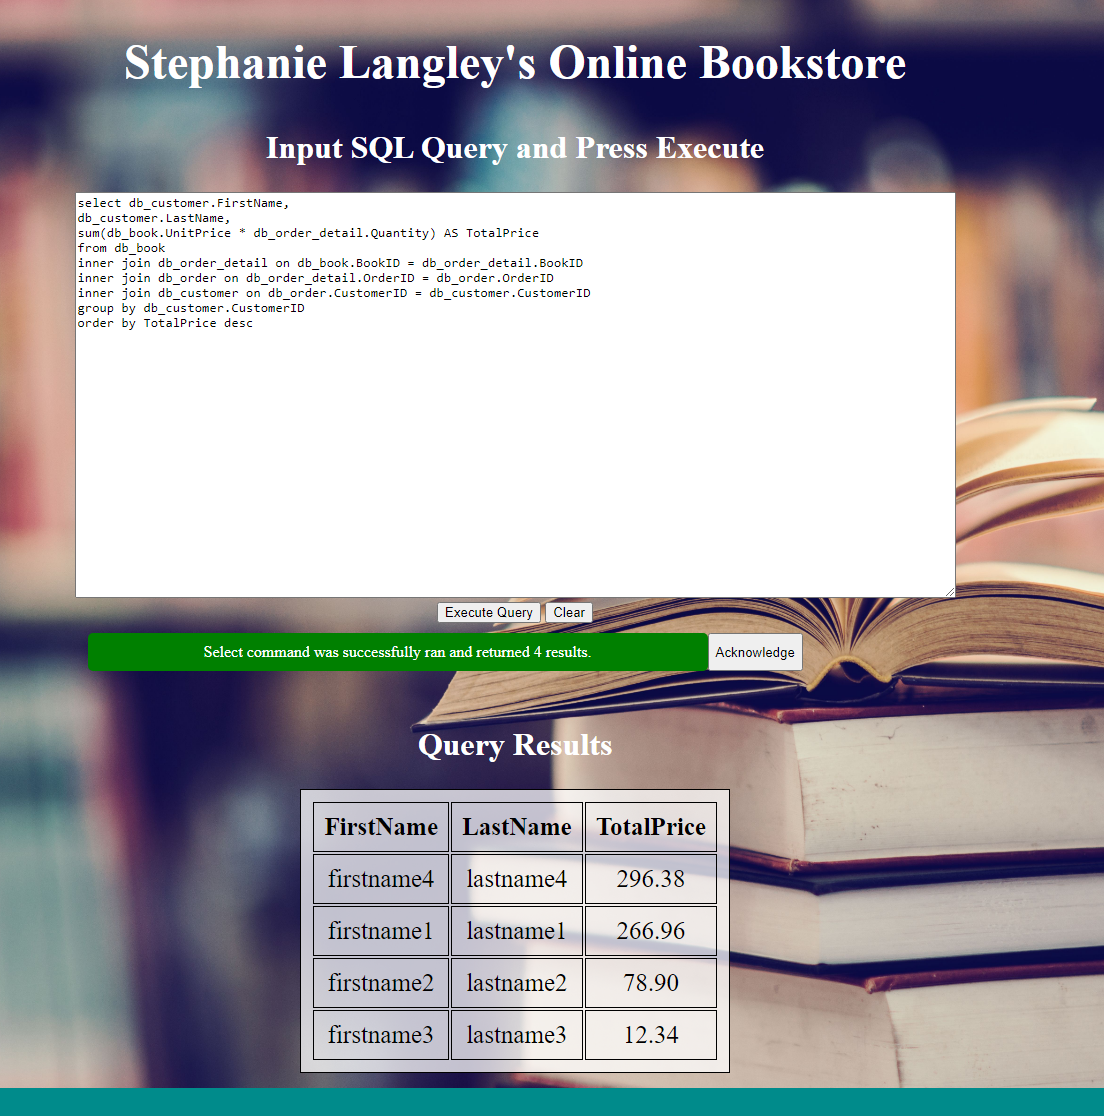 Stephanie Langley's Online Bookstore
Input SQL Query and Press Execute
select db_customer.FirstName,
db_customer.LastName,
sum(db_book.UnitPrice * db_order_detail.Quantity) AS TotalPrice
from db_book
inner join db_order_detail on db_book.BookID = db_order_detail.BookID
inner join db_order on db_order_detail.OrderID = db_order.OrderID
inner join db_customer on db_order.CustomerID = db_customer.CustomerID
group by db_customer.CustomerID
order by TotalPrice desc
Execute Query Clear
Select command was successfully ran and returned 4 results. Acknowledge
Query Results
FirstName LastName TotalPrice
firstname4 lastname4 296.38
firstname1 lastname1 266.96
firstname2 lastname2 78.90
firstname3 lastname3 12.34